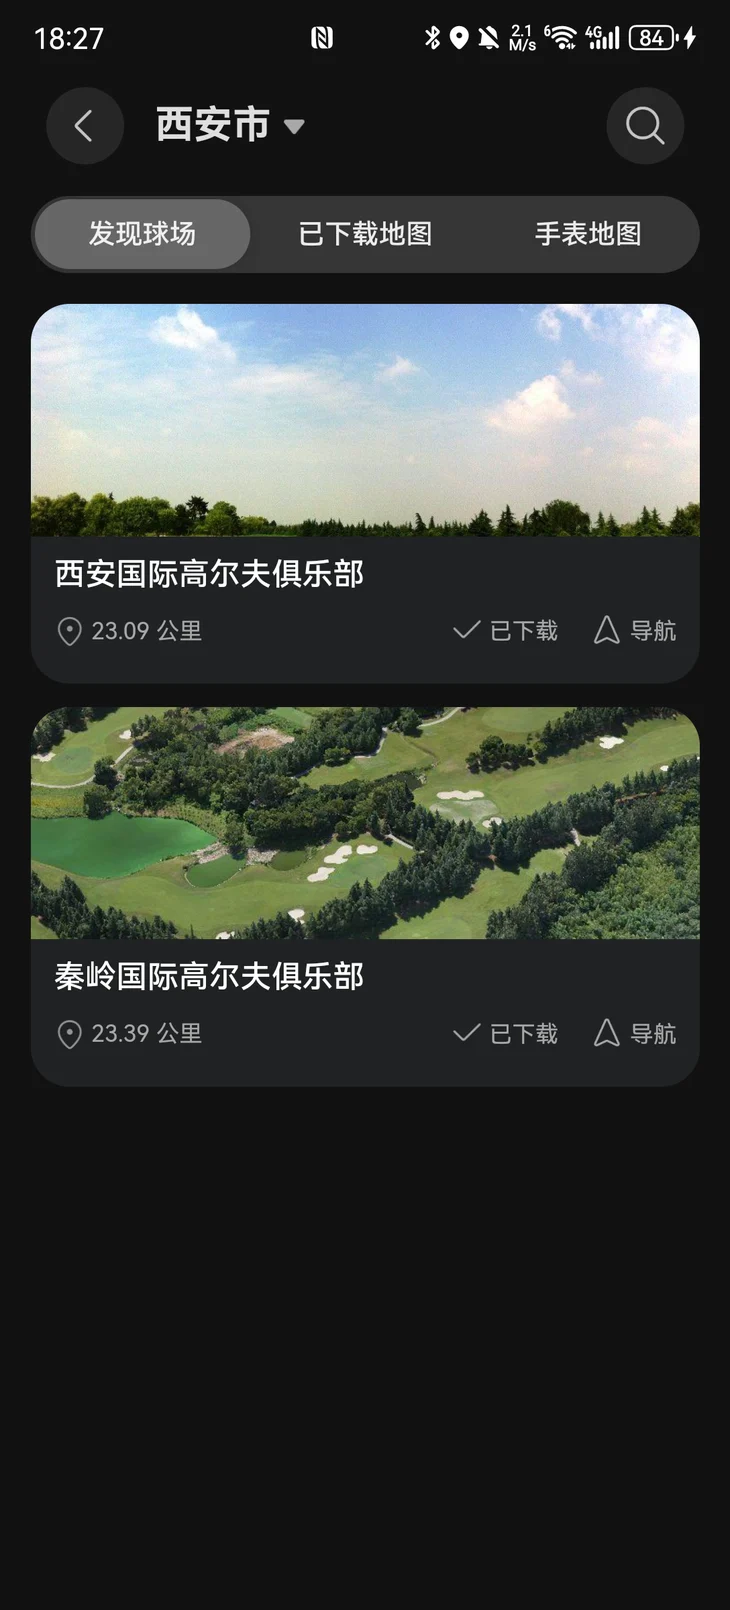 18:27
2.1 M/s 6 4G 84
西安市
发现球场 已下载地图 手表地图
西安国际高尔夫俱乐部
23.09 公里 已下载 导航
秦岭国际高尔夫俱乐部
23.39 公里 已下载 导航